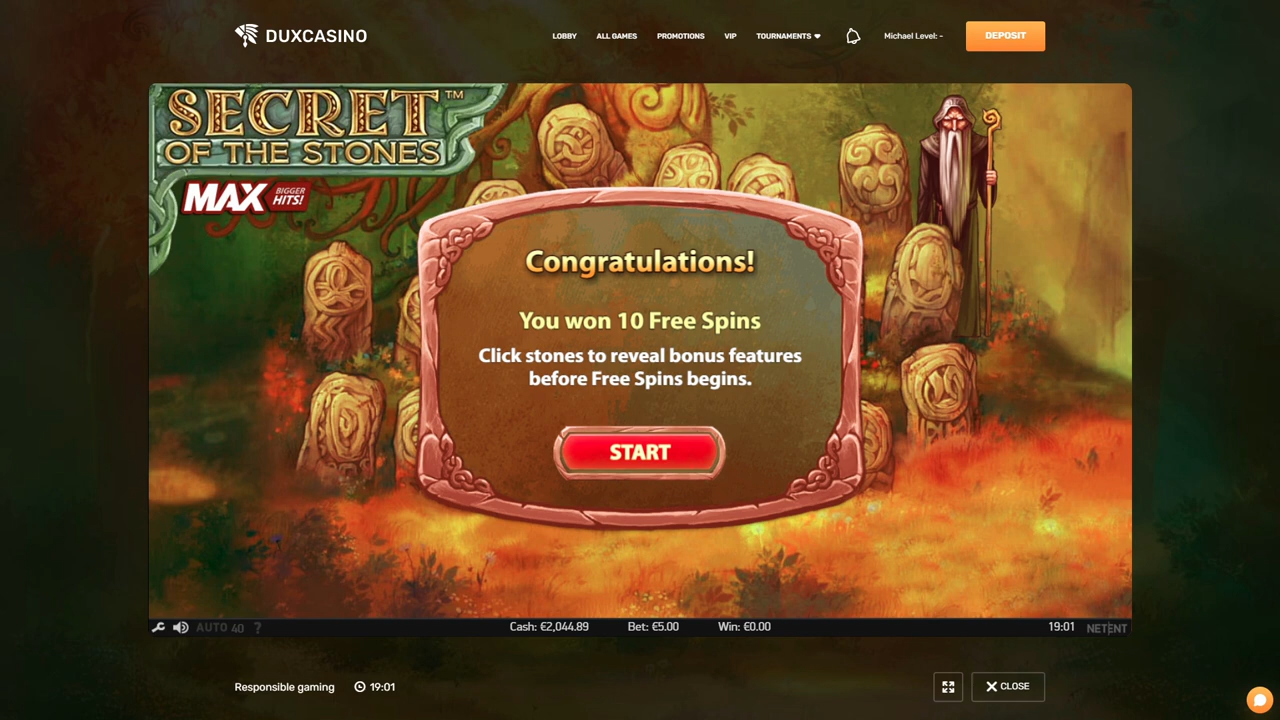 DUXCASINO
LOBBY ALL GAMES PROMOTIONS VIP TOURNAMENTS Michael Level: - DEPOSIT
SECRET™
OF THE STONES
MAX BIGGER HITS!
Congratulations!
You won 10 Free Spins
Click stones to reveal bonus features
before Free Spins begins.
START
AUTO 40 ? Cash: €2,044.89 Bet: €5.00 Win: €0.00 19:01 NETENT
Responsible gaming 19:01 CLOSE